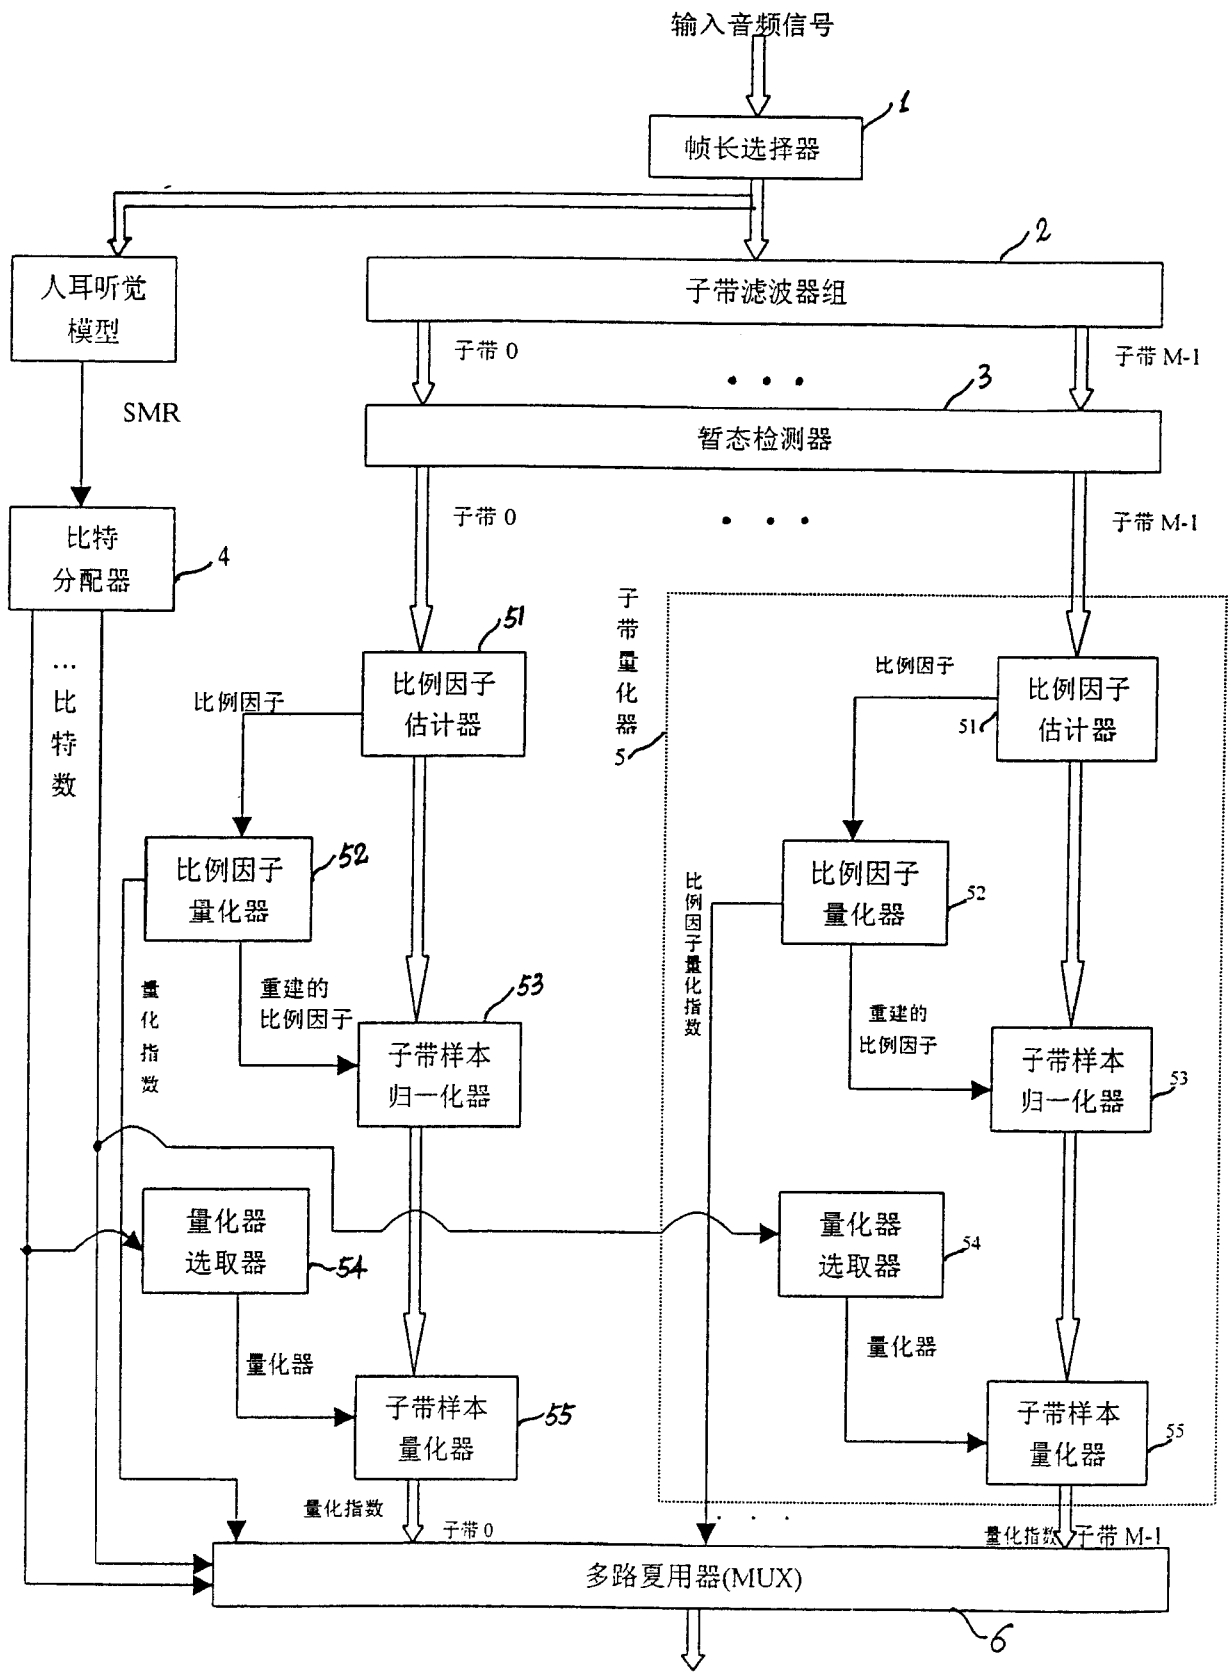 输入音频信号
1
帧长选择器
2
人耳听觉
模型
子带滤波器组
子带 0
子带 M-1
SMR
3
暂态检测器
子带 0
子带 M-1
比特
分配器
4
…
比
特
数
子
带
量
化
器
5
51
比例因子
比例因子
估计器
比例因子
51
比例因子
估计器
52
比例因子
量化器
比例因子
量化器
52
比
例
因
子
量
化
指
数
量
化
指
数
重建的
比例因子
53
子带样本
归一化器
重建的
比例因子
子带样本
归一化器
53
量化器
选取器
54
量化器
选取器
54
量化器
量化器
子带样本
量化器
55
子带样本
量化器
55
量化指数
子带 0
量化指数
子带 M-1
多路夏用器(MUX)
6